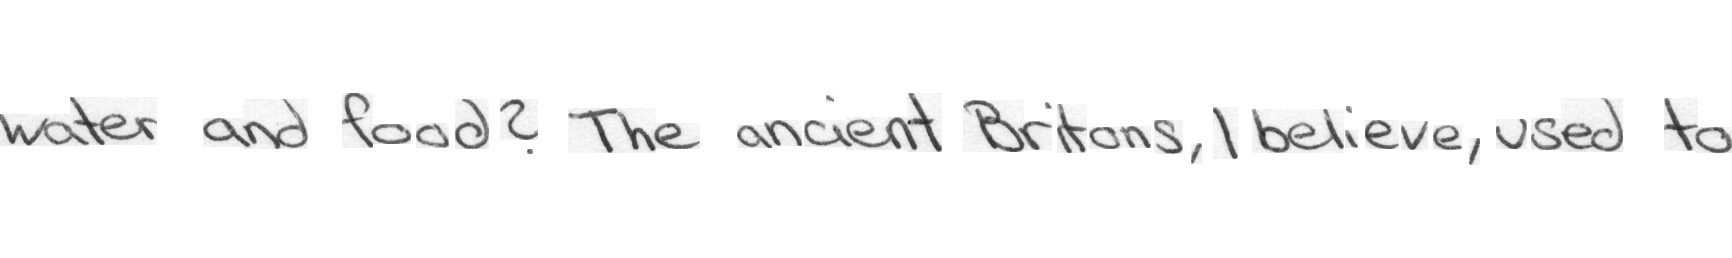 water and food? The ancient Britons, I believe, used to